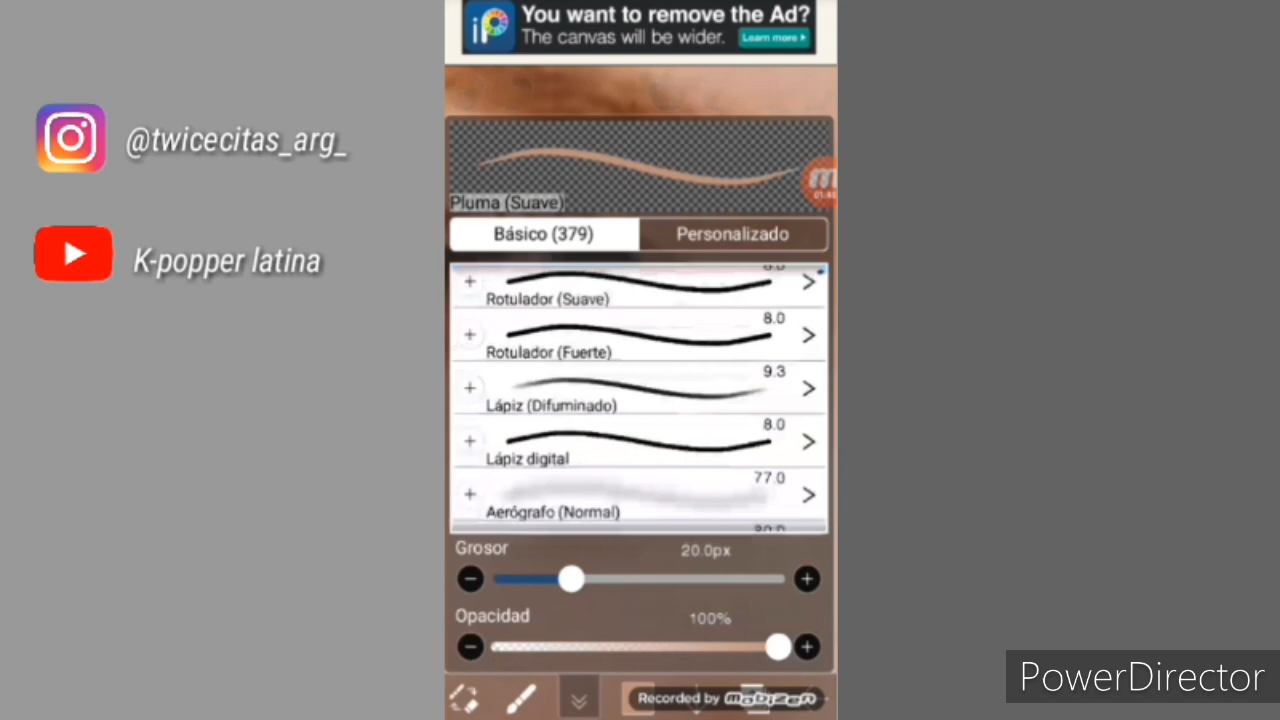 iP
You want to remove the Ad?
The canvas will be wider.
Learn more
@twicecitas_arg_
K-popper latina
Pluma (Suave)
Básico (379)
Personalizado
Rotulador (Suave)
8.0
Rotulador (Fuerte)
9.3
Lápiz (Difuminado)
8.0
Lápiz digital
77.0
Aerógrafo (Normal)
Grosor
20.0px
Opacidad
100%
Recorded by mobizen
PowerDirector